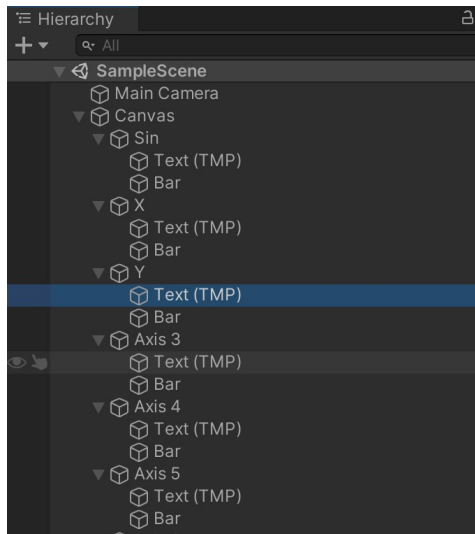 Hierarchy
All
SampleScene
Main Camera
Canvas
Sin
Text (TMP)
Bar
X
Text (TMP)
Bar
Y
Text (TMP)
Bar
Axis 3
Text (TMP)
Bar
Axis 4
Text (TMP)
Bar
Axis 5
Text (TMP)
Bar